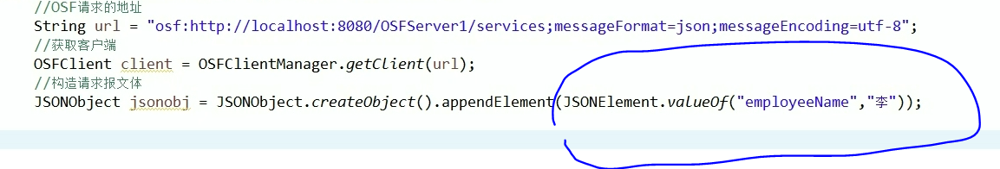 //OSF请求的地址
String url = "osf:http://localhost:8080/OSFServer1/services;messageFormat=json;messageEncoding=utf-8";
//获取客户端
OSFClient client = OSFClientManager.getClient(url);
//构造请求报文体
JSONObject jsonobj = JSONObject.createObject().appendElement(JSONElement.valueOf("employeeName","李"));